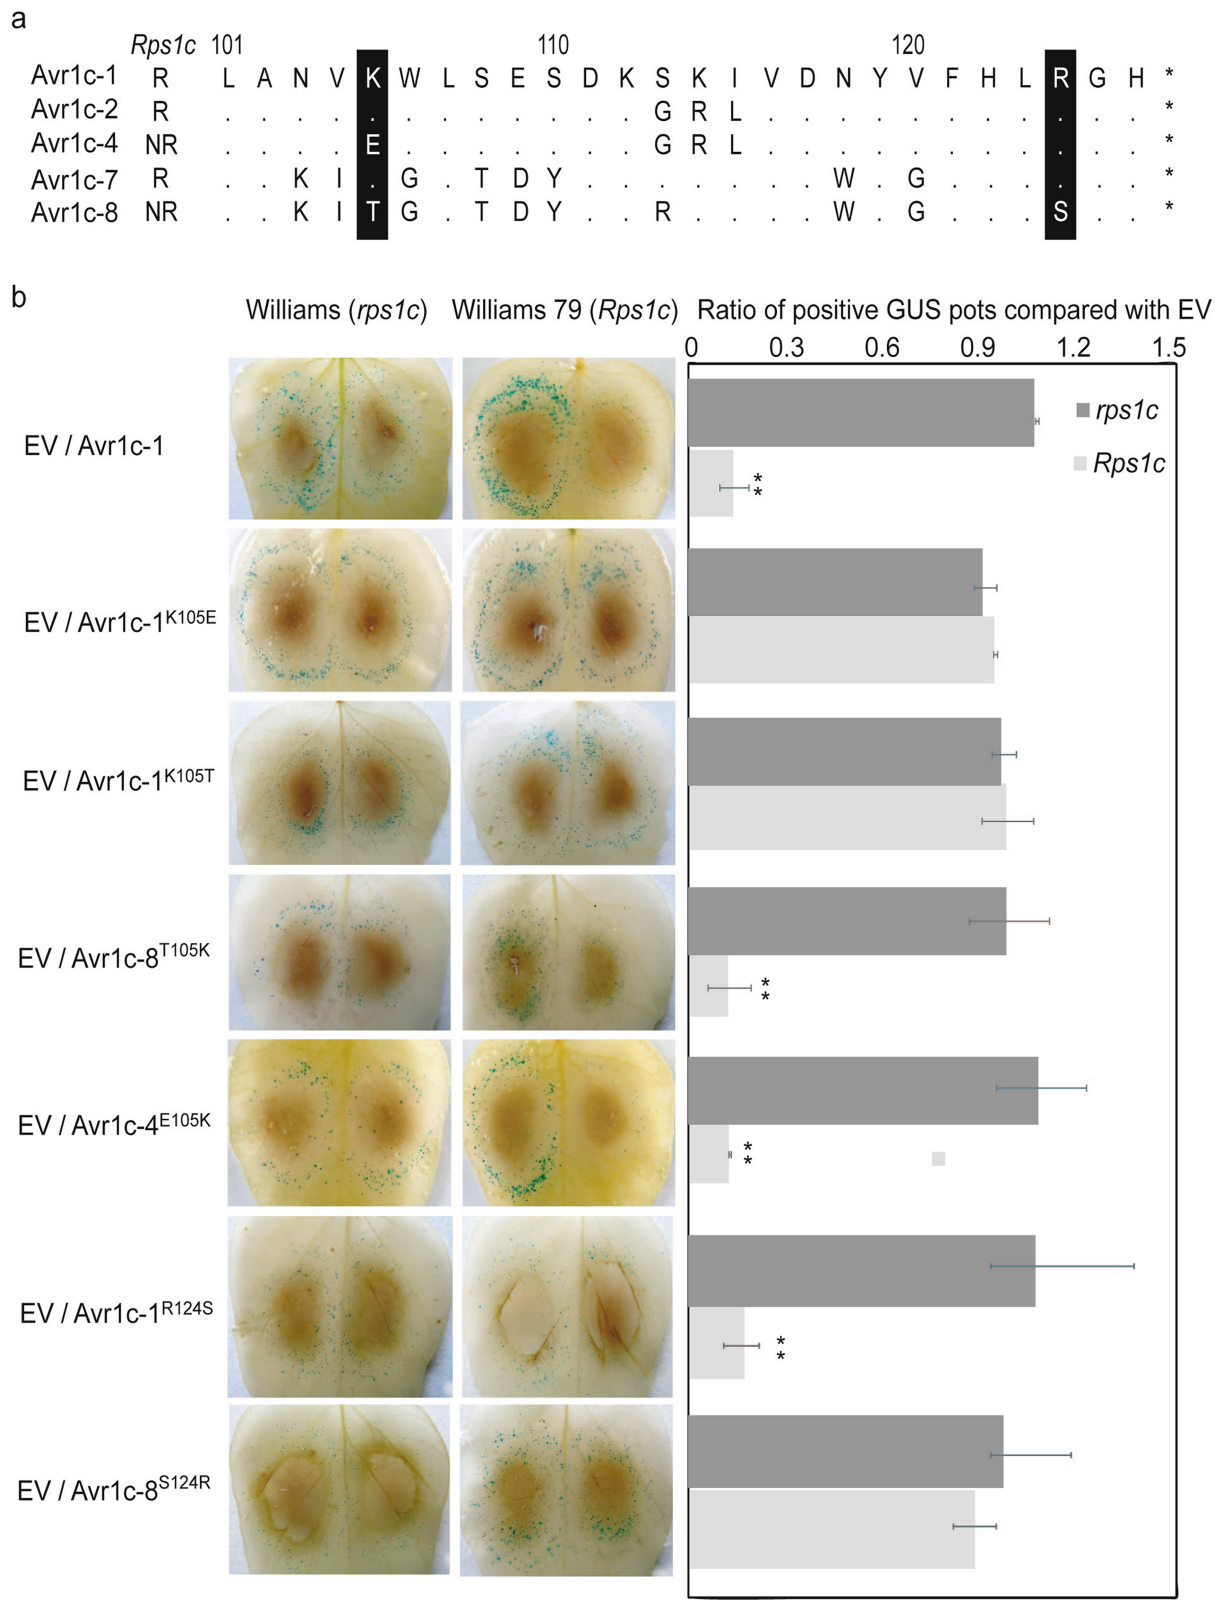 a
Rps1c 101 110 120
Avr1c-1 R L A N V K W L S E S D K S K I V D N Y V F H L R G H *
Avr1c-2 R . . . . . . . . . . . . G R L . . . . . . . . . . . *
Avr1c-4 NR . . . . E . . . . . . . G R L . . . . . . . . . . . *
Avr1c-7 R . . K I . G . T D Y . . . . . . . W . G . . . . . . *
Avr1c-8 NR . . K I T G . T D Y . . R . . . . W . G . . . S . . *
b
Williams (rps1c) Williams 79 (Rps1c) Ratio of positive GUS pots compared with EV
0 0.3 0.6 0.9 1.2 1.5
rps1c
EV / Avr1c-1
Rps1c
**
EV / Avr1c-1K105E
EV / Avr1c-1K105T
EV / Avr1c-8T105K
**
EV / Avr1c-4E105K
**
EV / Avr1c-1R124S
**
EV / Avr1c-8S124R